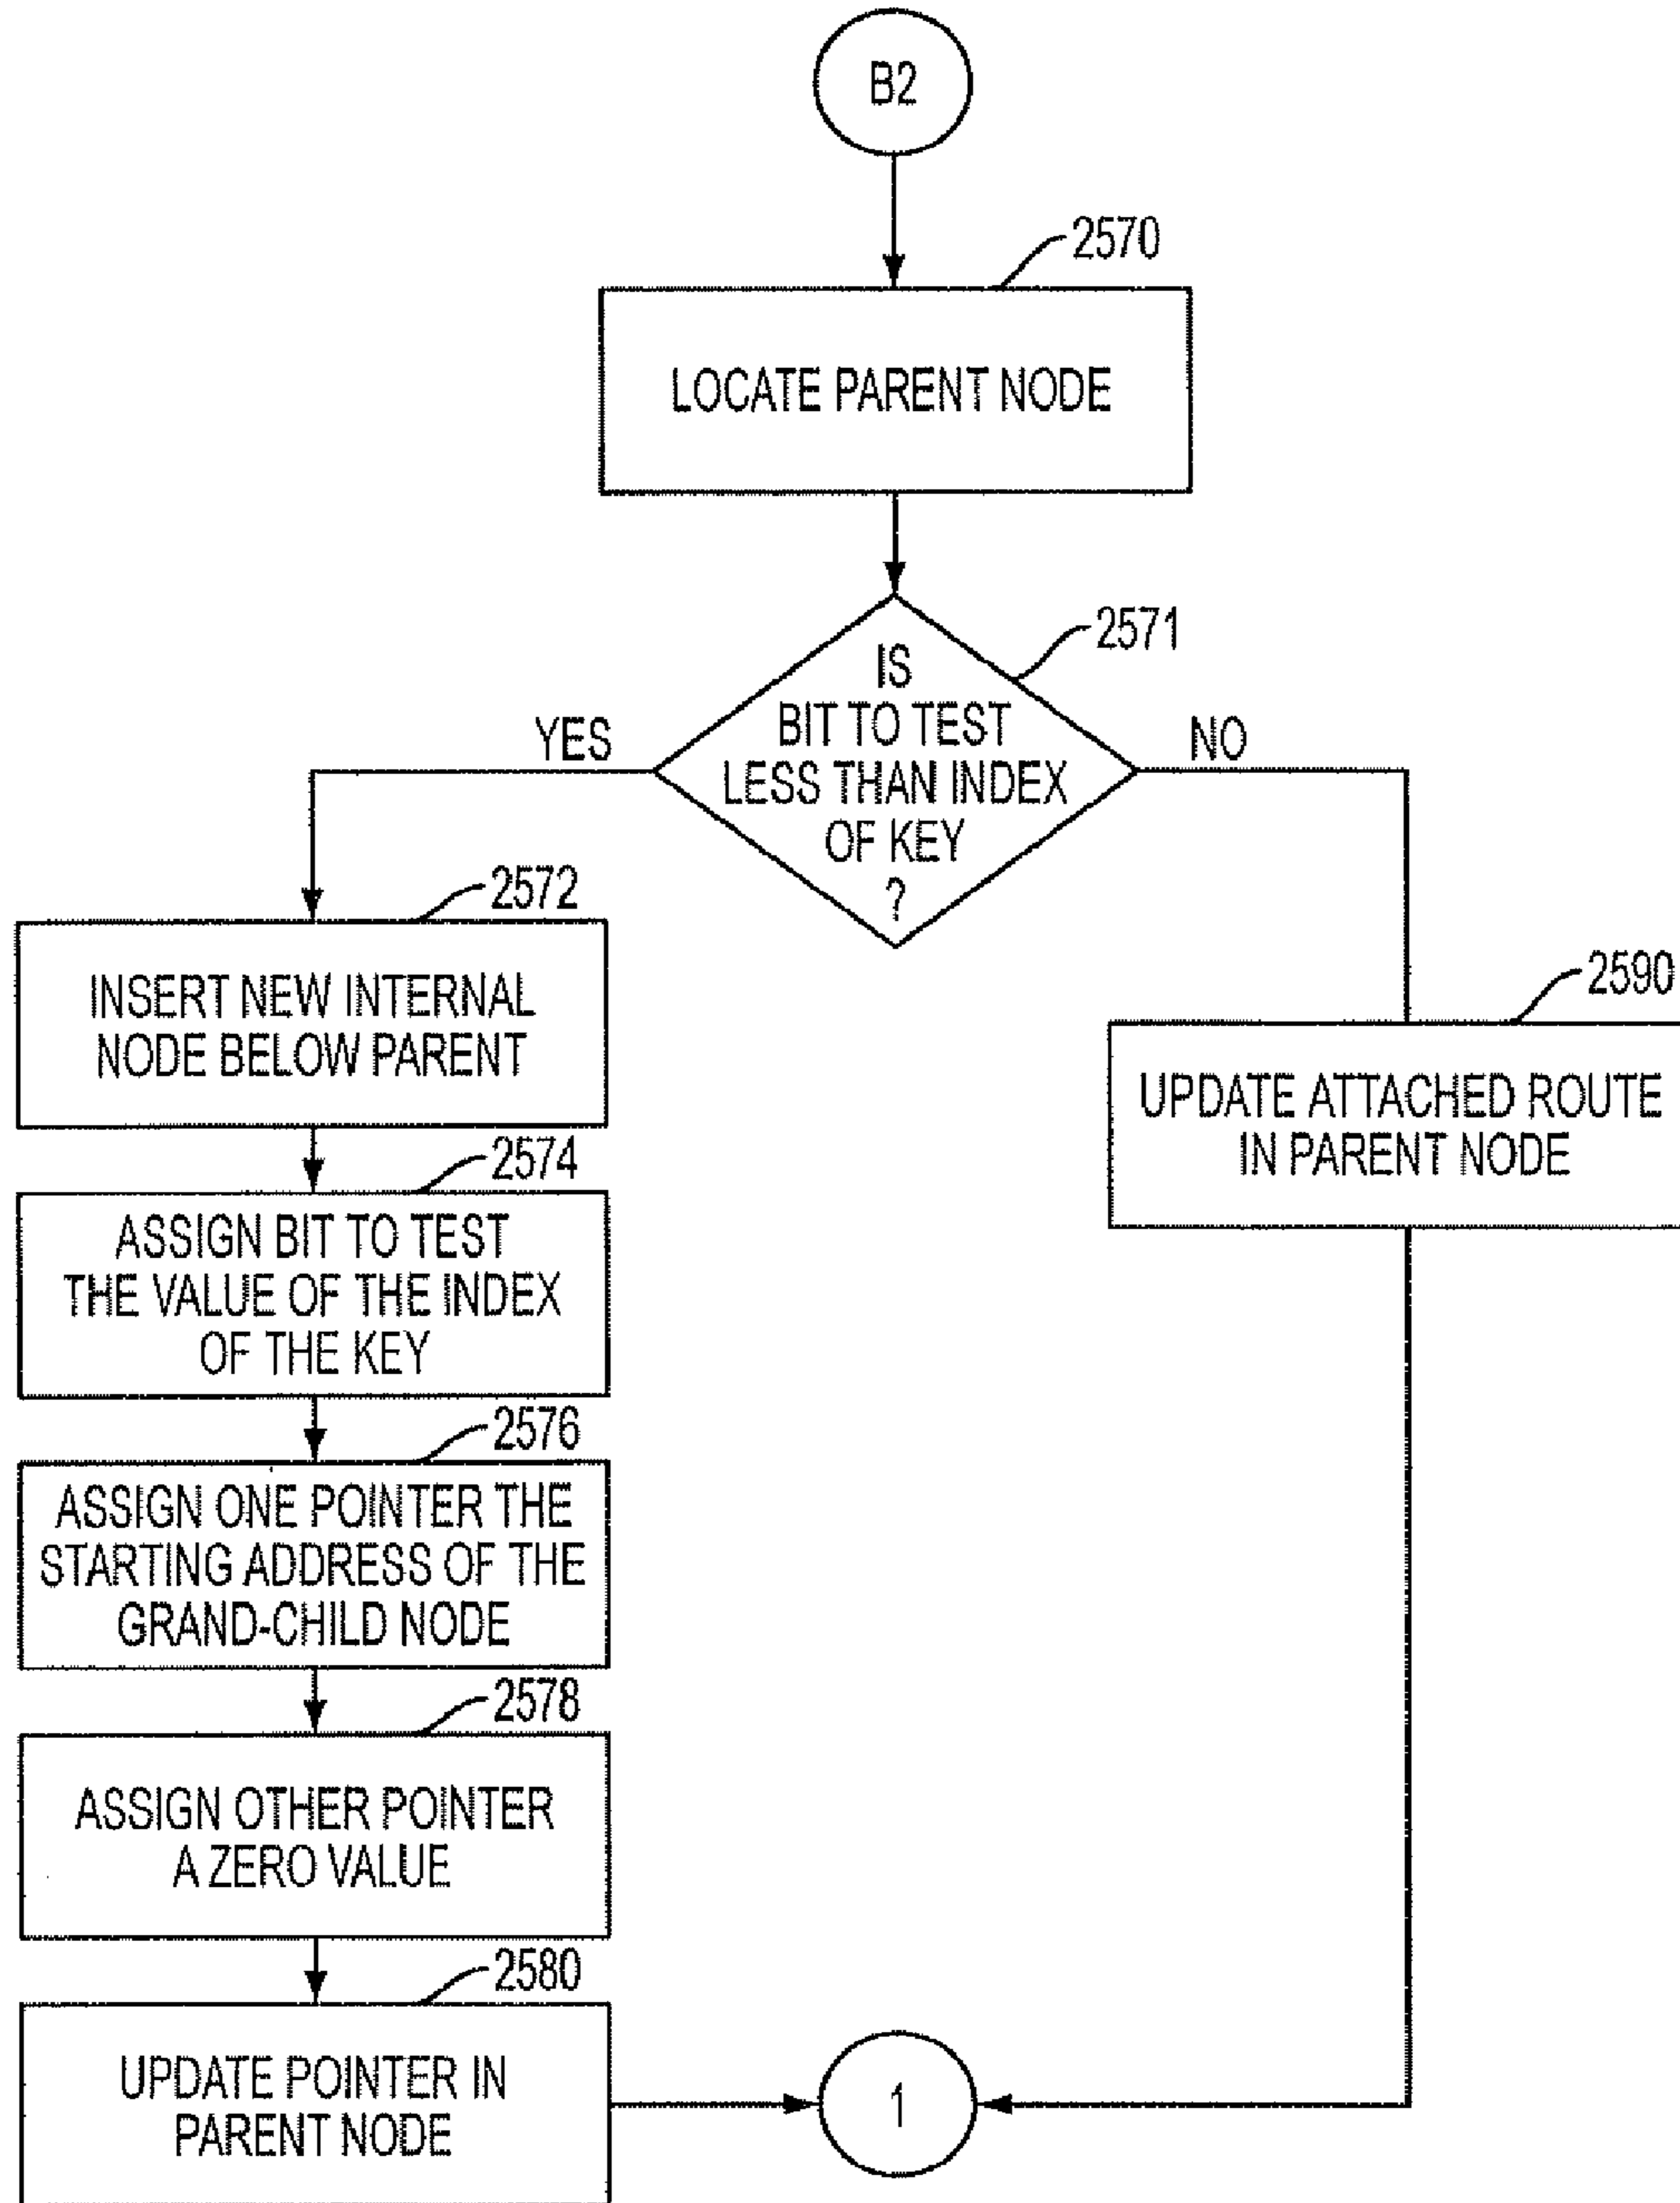 B2
2570
LOCATE PARENT NODE
2571
IS
BIT TO TEST
LESS THAN INDEX
OF KEY
?
YES
NO
2572
INSERT NEW INTERNAL
NODE BELOW PARENT
2590
UPDATE ATTACHED ROUTE
IN PARENT NODE
2574
ASSIGN BIT TO TEST
THE VALUE OF THE INDEX
OF THE KEY
2576
ASSIGN ONE POINTER THE
STARTING ADDRESS OF THE
GRAND-CHILD NODE
2578
ASSIGN OTHER POINTER
A ZERO VALUE
2580
UPDATE POINTER IN
PARENT NODE
1